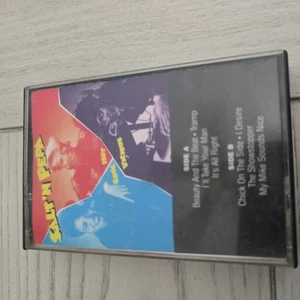 SALT 'N PEPA
HOT
COOL
VICIOUS
SIDE A
Beauty And The Beat • Tramp
I'll Take Your Man
It's All Right
SIDE B
Chick On The Side • I Desire
The Showstopper
My Mike Sounds Nice